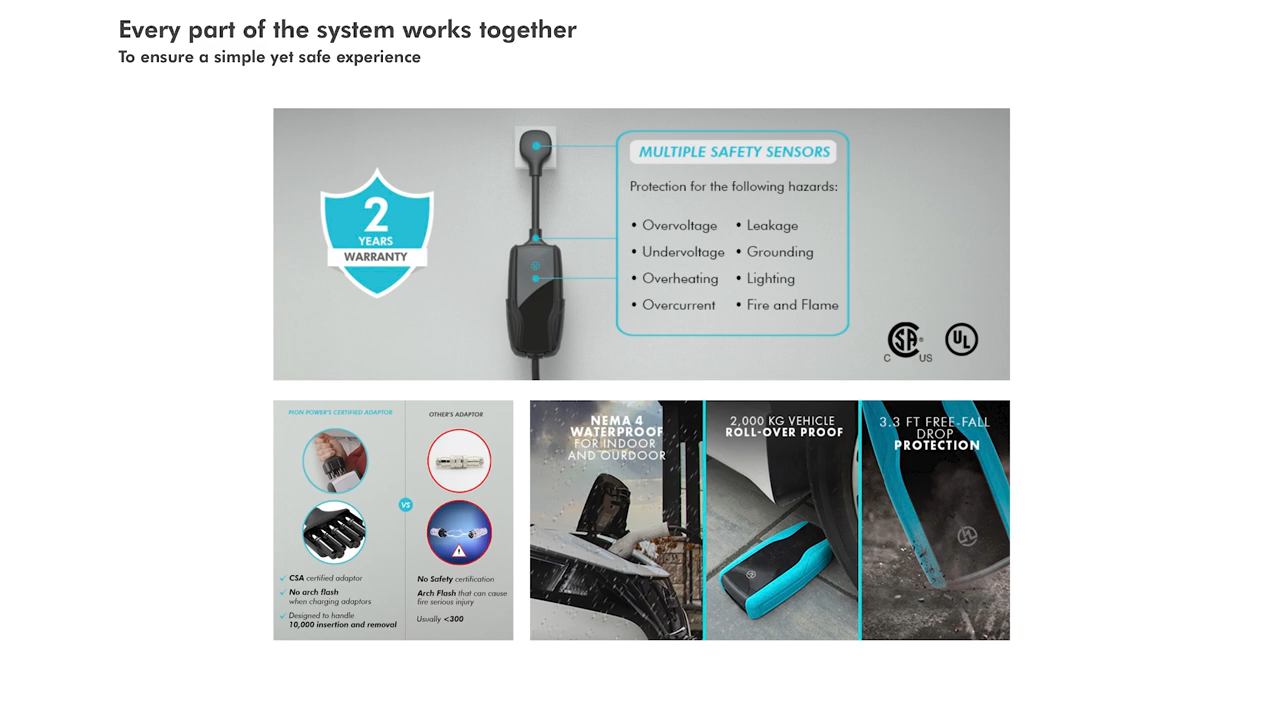 Every part of the system works together
To ensure a simple yet safe experience
2
YEARS
WARRANTY
MULTIPLE SAFETY SENSORS
Protection for the following hazards:
• Overvoltage
• Undervoltage
• Overheating
• Overcurrent
• Leakage
• Grounding
• Lighting
• Fire and Flame
C SA® US
UL
PION POWER'S CERTIFIED ADAPTOR
VS
OTHER'S ADAPTOR
CSA certified adaptor
No arch flash
when charging adaptors
Designed to handle
10,000 insertion and removal
No Safety certification
Arch Flash that can cause
fire serious injury
Usually <300
NEMA 4
WATERPROOF
FOR INDOOR
AND OURDOOR
2,000 KG VEHICLE
ROLL-OVER PROOF
3.3 FT FREE-FALL
DROP
PROTECTION